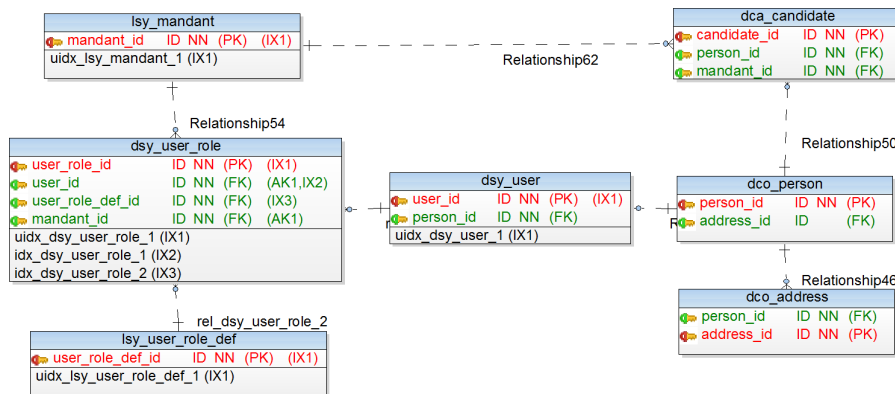 lsy_mandant
mandant_id ID NN (PK) (IX1)
uidx_lsy_mandant_1 (IX1)
dca_candidate
candidate_id ID NN (PK)
person_id ID NN (FK)
mandant_id ID NN (FK)
Relationship62
Relationship54
dsy_user_role
user_role_id ID NN (PK) (IX1)
user_id ID NN (FK) (AK1,IX2)
user_role_def_id ID NN (FK) (IX3)
mandant_id ID NN (FK) (AK1)
uidx_dsy_user_role_1 (IX1)
idx_dsy_user_role_1 (IX2)
idx_dsy_user_role_2 (IX3)
dsy_user
user_id ID NN (PK) (IX1)
person_id ID NN (FK)
uidx_dsy_user_1 (IX1)
Relationship50
dco_person
person_id ID NN (PK)
address_id ID (FK)
Relationship46
dco_address
person_id ID NN (FK)
address_id ID NN (PK)
rel_dsy_user_role_2
lsy_user_role_def
user_role_def_id ID NN (PK) (IX1)
uidx_lsy_user_role_def_1 (IX1)